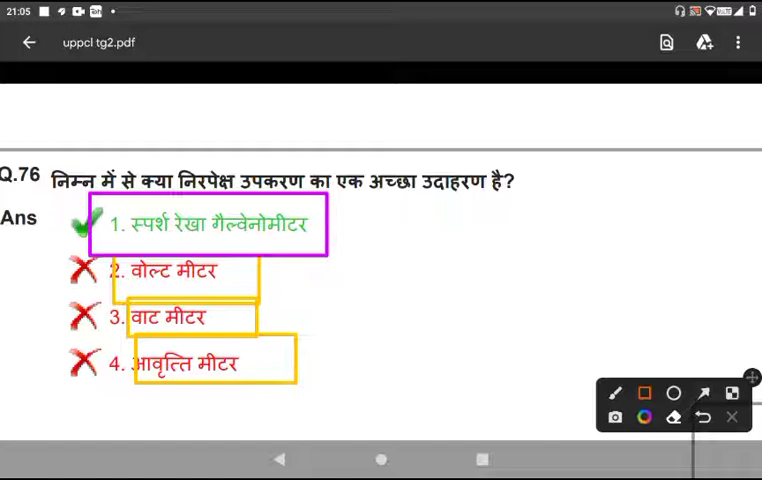 21:05
uppcl tg2.pdf
Q.76 निम्न में से क्या निरपेक्ष उपकरण का एक अच्छा उदाहरण है?
Ans 1. स्पर्श रेखा गैल्वेनोमीटर
2. वोल्ट मीटर
3. वाट मीटर
4. आवृत्ति मीटर